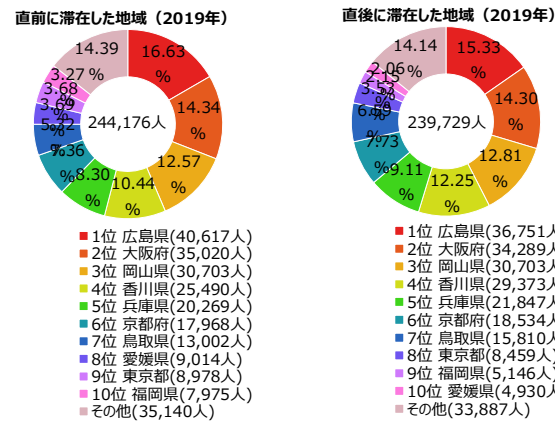 直前に滞在した地域（2019年）
14.39%
16.63%
3.27%
3.68%
3.69%
5.32%
7.36%
8.30%
10.44%
12.57%
14.34%
244,176人
1位 広島県(40,617人)
2位 大阪府(35,020人)
3位 岡山県(30,703人)
4位 香川県(25,490人)
5位 兵庫県(20,269人)
6位 京都府(17,968人)
7位 鳥取県(13,002人)
8位 愛媛県(9,014人)
9位 東京都(8,978人)
10位 福岡県(7,975人)
その他(35,140人)
直後に滞在した地域（2019年）
14.14%
15.33%
2.06%
2.15%
3.53%
7.73%
9.11%
12.25%
12.81%
14.30%
239,729人
1位 広島県(36,751人
2位 大阪府(34,289人
3位 岡山県(30,703人
4位 香川県(29,373人
5位 兵庫県(21,847人
6位 京都府(18,534人
7位 鳥取県(15,810人
8位 東京都(8,459人)
9位 福岡県(5,146人)
10位 愛媛県(4,930人
その他(33,887人)